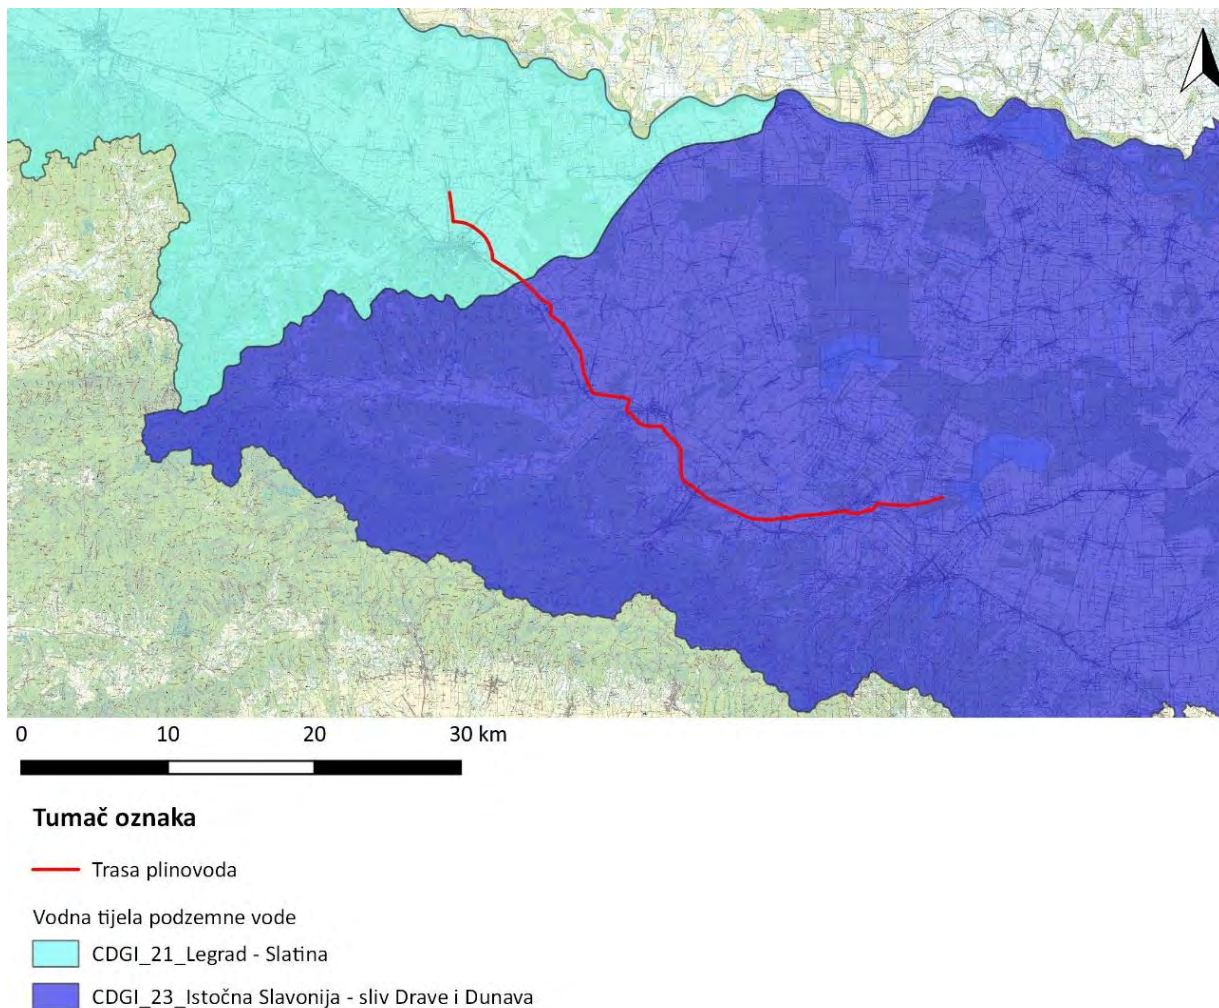 0 10 20 30 km
Tumač oznaka
Trasa plinovoda
Vodna tijela podzemne vode
CDGI_21_Legrad - Slatina
CDGI_23_Istočna Slavonija - sliv Drave i Dunava